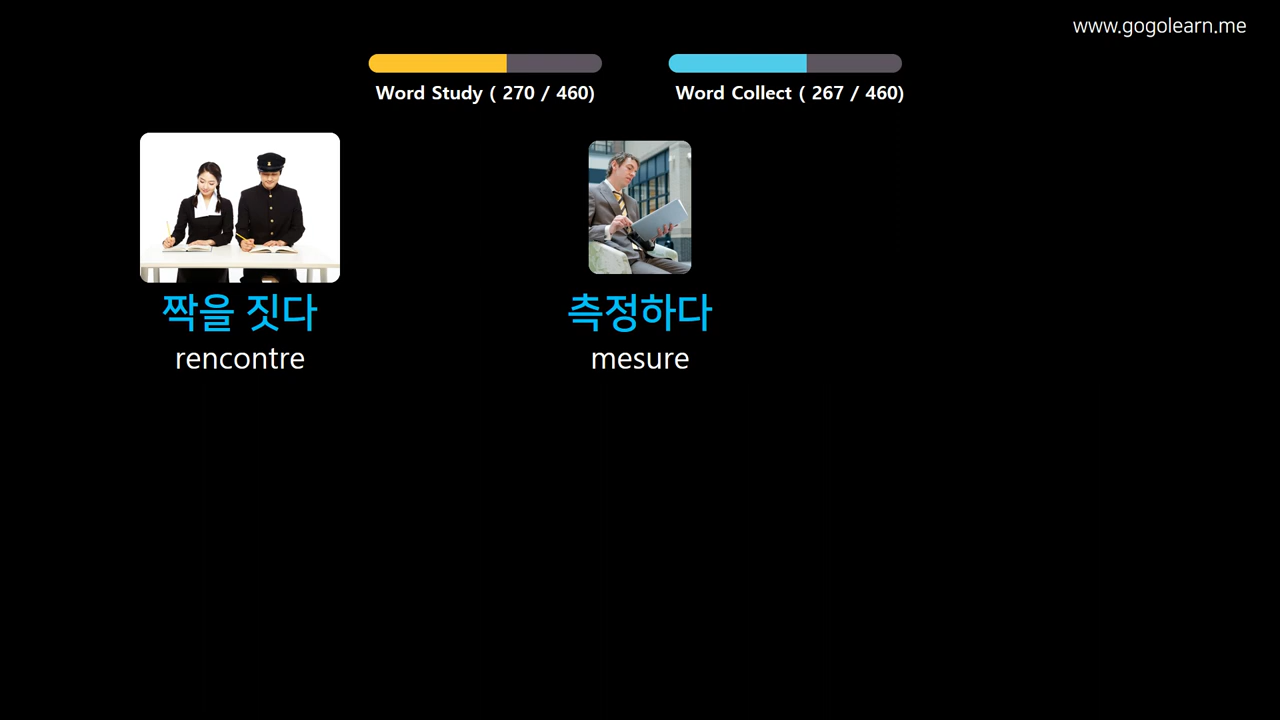 www.gogolearn.me
Word Study ( 270 / 460)
Word Collect ( 267 / 460)
짝을 짓다
rencontre
측정하다
mesure